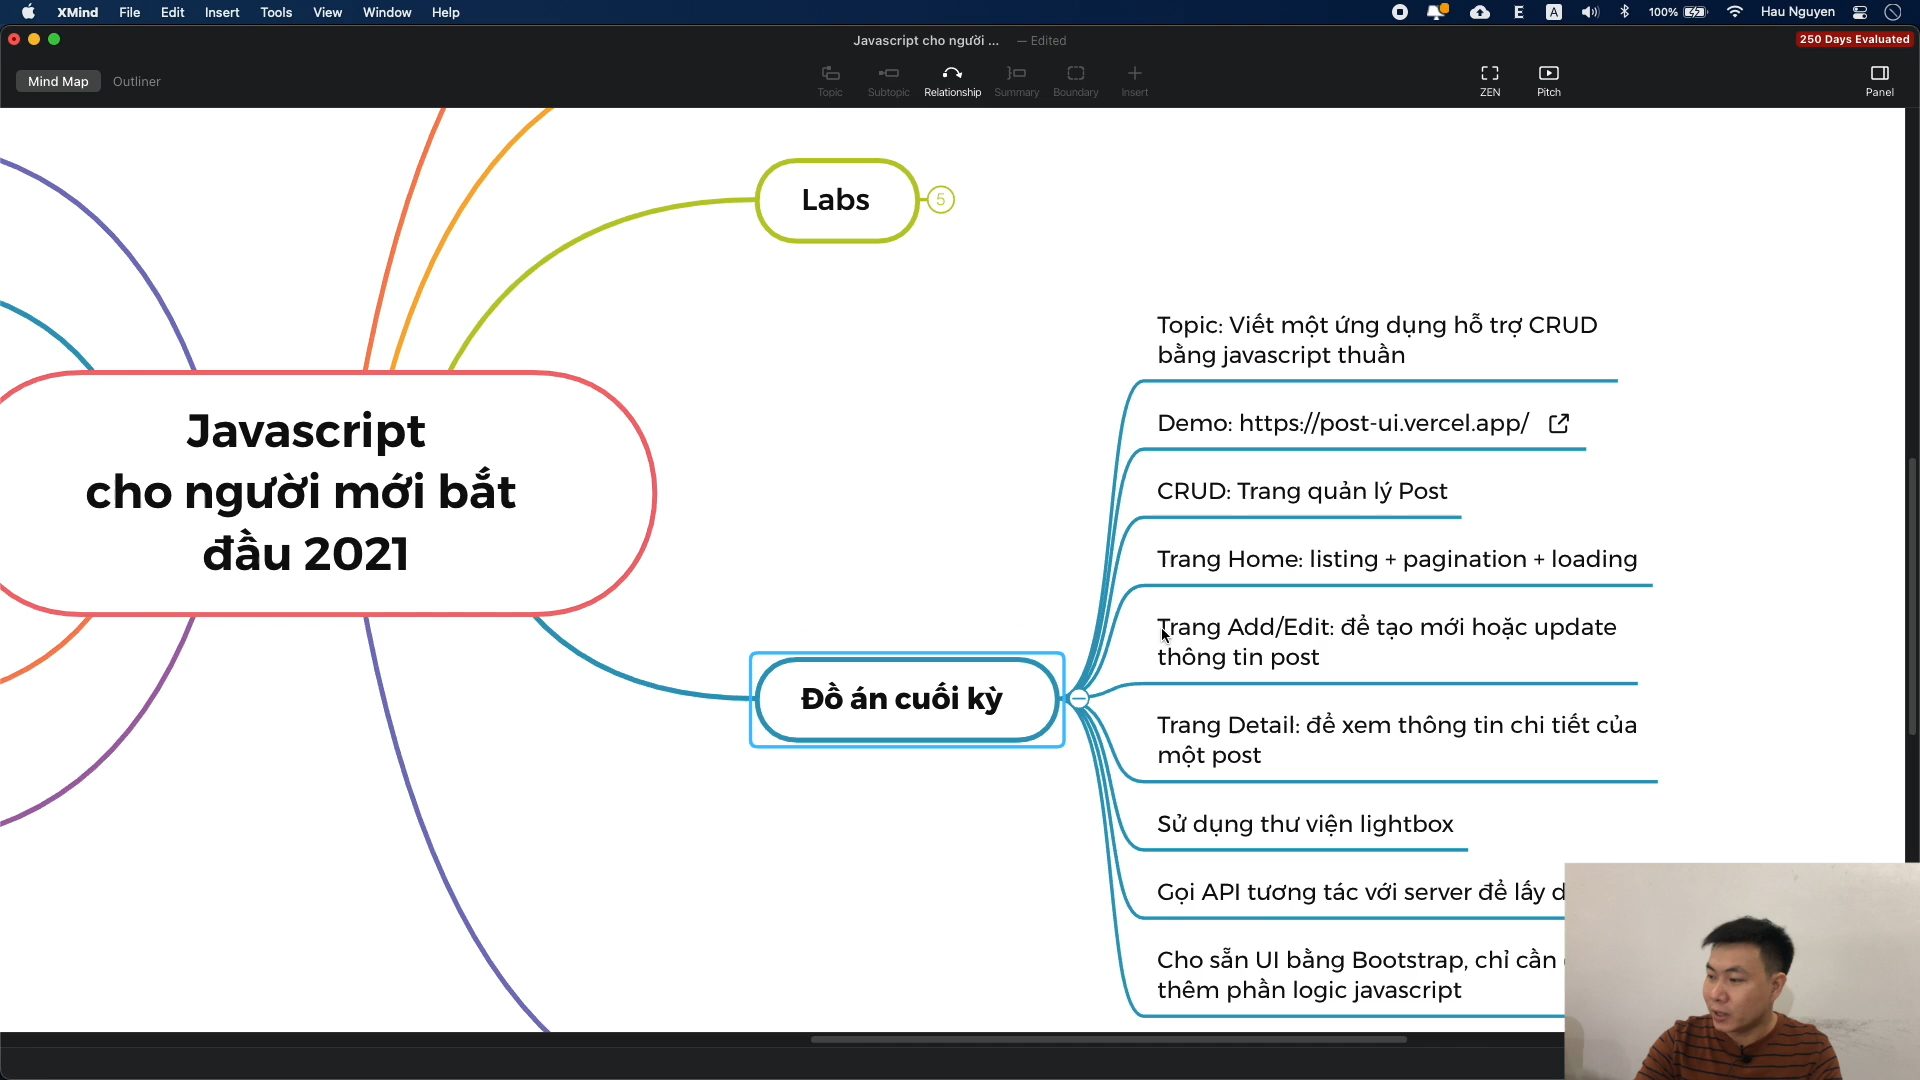 XMind File Edit Insert Tools View Window Help
E A 100% Hau Nguyen
Javascript cho người ... — Edited
250 Days Evaluated
Mind Map Outliner
Topic Subtopic Relationship Summary Boundary Insert
ZEN Pitch Panel
Labs 5
Javascript
cho người mới bắt
đầu 2021
Đồ án cuối kỳ
Topic: Viết một ứng dụng hỗ trợ CRUD
bằng javascript thuần
Demo: https://post-ui.vercel.app/
CRUD: Trang quản lý Post
Trang Home: listing + pagination + loading
Trang Add/Edit: để tạo mới hoặc update
thông tin post
Trang Detail: để xem thông tin chi tiết của
một post
Sử dụng thư viện lightbox
Gọi API tương tác với server để lấy
Cho sẵn UI bằng Bootstrap, chỉ cần
thêm phần logic javascript